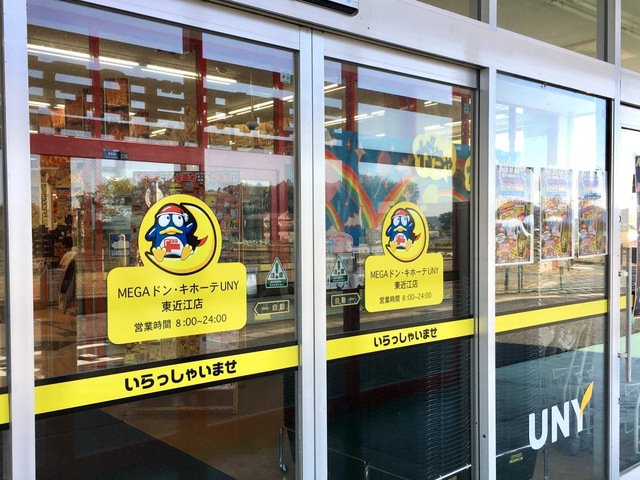 MEGAドン・キホーテUNY
東近江店
営業時間 8:00~24:00
自動
いらっしゃいませ
MEGAドン・キホーテUNY
東近江店
営業時間 8:00~24:00
自動
いらっしゃいませ
UNY